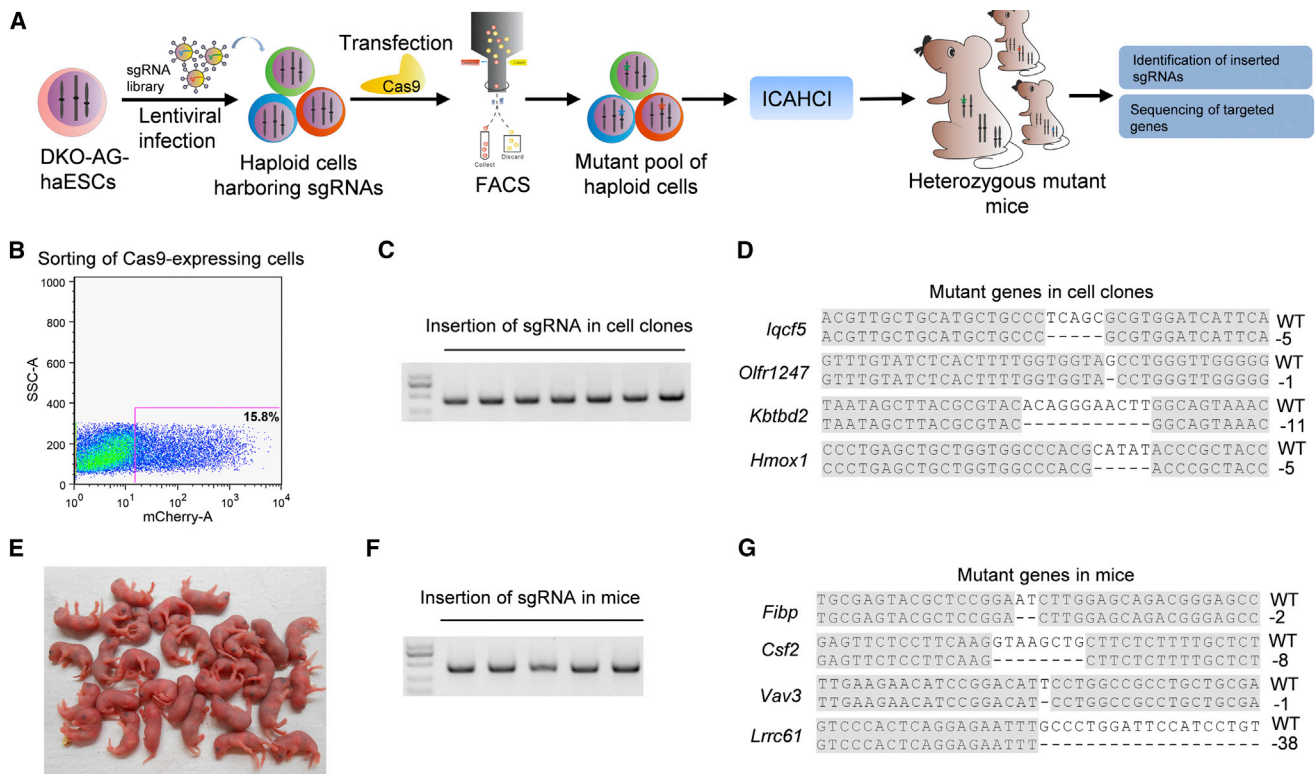 A
sgRNA
library
Lentiviral
infection
DKO-AG-
haESCs
Haploid cells
harboring sgRNAs
Transfection
Cas9
Collect
Discard
FACS
Mutant pool of
haploid cells
ICAHCI
Heterozygous mutant
mice
Identification of inserted
sgRNAs
Sequencing of targeted
genes
B
Sorting of Cas9-expressing cells
SSC-A
1000
800
600
400
200
0
15.8%
10^0 10^1 10^2 10^3 10^4
mCherry-A
C
Insertion of sgRNA in cell clones
D
Mutant genes in cell clones
Iqcf5
ACGTTGCTGCATGCTGCCCTCAGCGCGTGGATCATTCA WT
ACGTTGCTGCATGCTGCCC-----GCGTGGATCATTCA -5
Olfr1247
GTTTGTATCTCACTTTTGGTGGTAGCCTGGGTTGGGGG WT
GTTTGTATCTCACTTTTGGTGGTA-CCTGGGTTGGGGG -1
Kbtbd2
TAATAGCTTACGCGTACACAGGGAACTTGGCAGTAAAC WT
TAATAGCTTACGCGTAC-----------GGCAGTAAAC -11
Hmox1
CCCTGAGCTGCTGGTGGCCCACGCATATACCCGCTACC WT
CCCTGAGCTGCTGGTGGCCCACG-----ACCCGCTACC -5
E
F
Insertion of sgRNA in mice
G
Mutant genes in mice
Fibp
TGCGAGTACGCTCCGGAATCTTGGAGCAGACGGGAGCC WT
TGCGAGTACGCTCCGGA--CTTGGAGCAGACGGGAGCC -2
Csf2
GAGTTCTCCTTCAAGGTAAGCTGCTTCTCTTTTGCTCT WT
GAGTTCTCCTTCAAG--------CTTCTCTTTTGCTCT -8
Vav3
TTGAAGAACATCCGGACATTCCTGGCCGCCTGCTGCGA WT
TTGAAGAACATCCGGACAT-CCTGGCCGCCTGCTGCGA -1
Lrrc61
GTCCCACTCAGGAGAATTTGCCCTGGATTCCATCCTGT WT
GTCCCACTCAGGAGAATTT------------------- -38